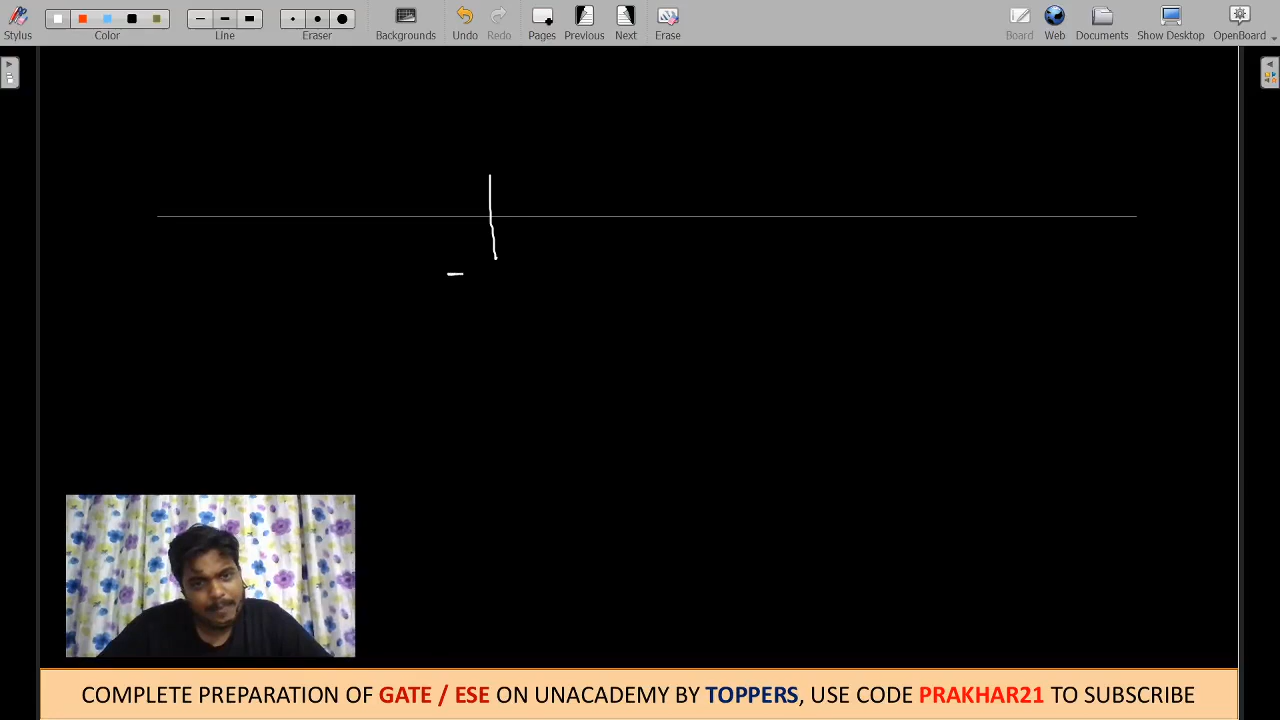 Stylus Color Line Eraser Backgrounds Undo Redo Pages Previous Next Erase Board Web Documents Show Desktop OpenBoard
COMPLETE PREPARATION OF GATE / ESE ON UNACADEMY BY TOPPERS, USE CODE PRAKHAR21 TO SUBSCRIBE